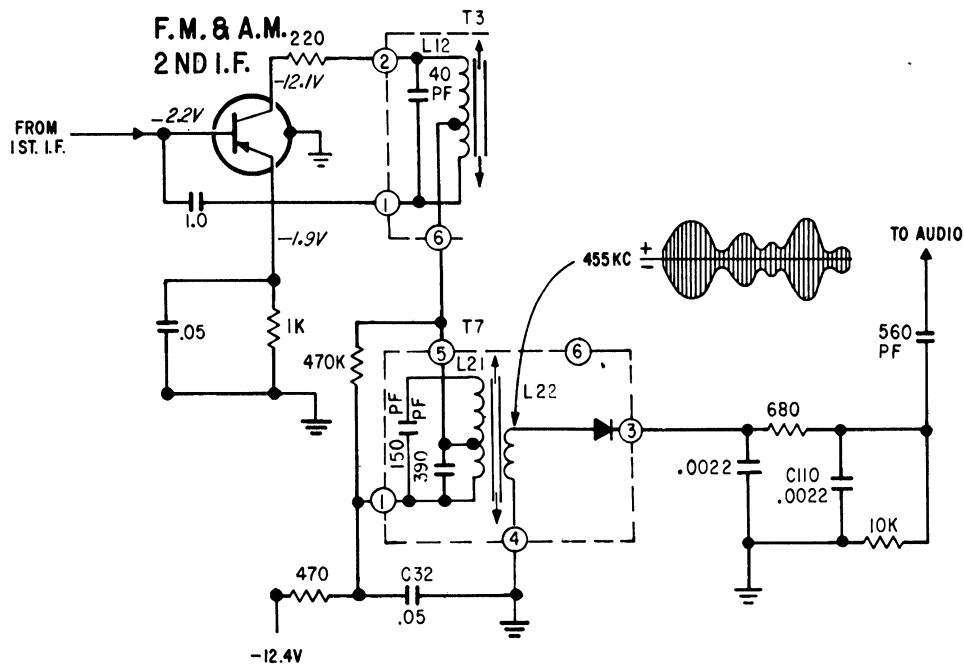 F.M. & A.M.
2ND I.F.
220
T3
L12
2
40
PF
-12.1V
-2.2V
FROM
1ST. I.F.
1
1.0
6
-1.9V
.05
1K
455KC
+
−
TO AUDIO
560
PF
470K
T7
5
6
L21
L22
150 PF
390 PF
1
3
4
680
.0022
C110
.0022
10K
470
C32
.05
-12.4V